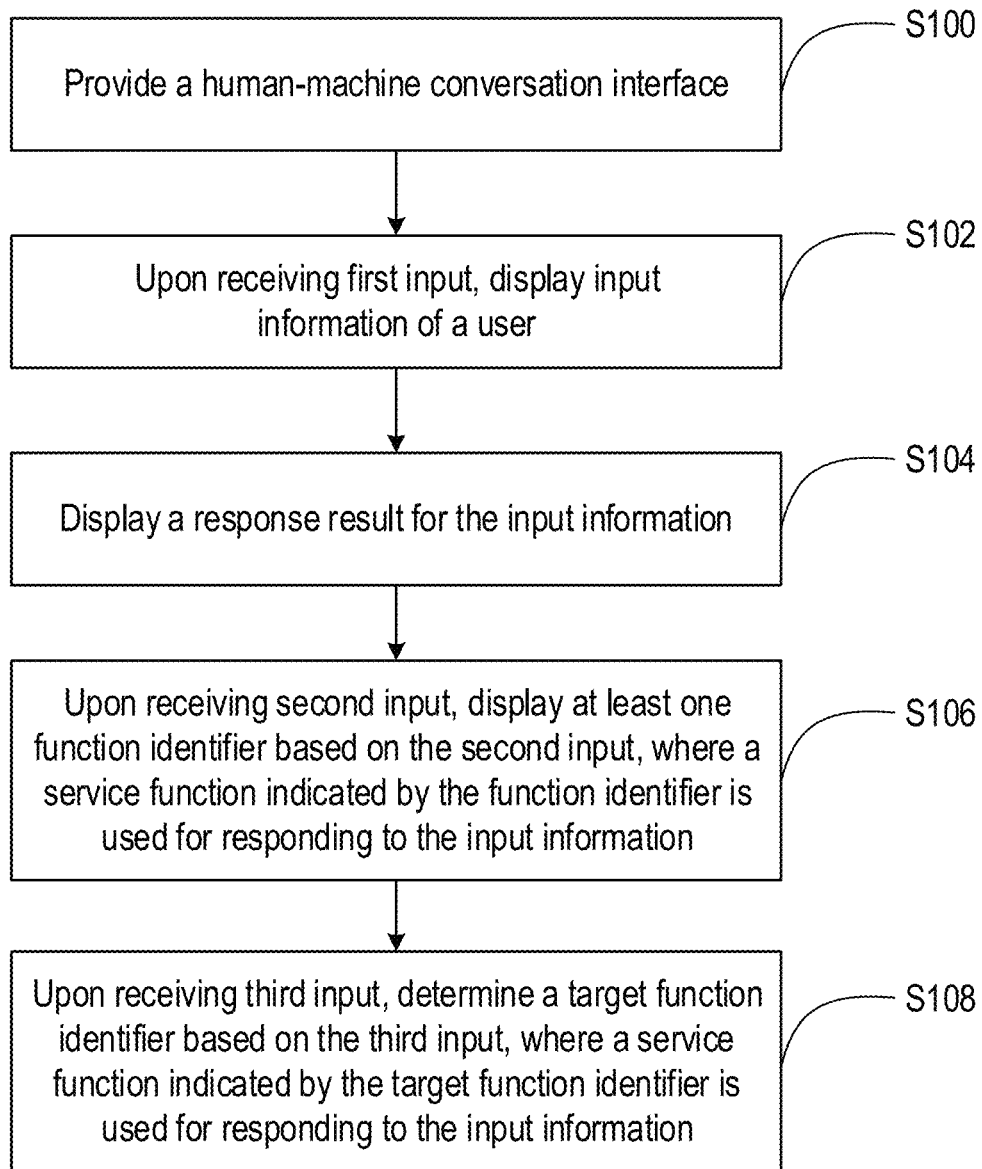 S100
Provide a human-machine conversation interface
S102
Upon receiving first input, display input
information of a user
S104
Display a response result for the input information
S106
Upon receiving second input, display at least one
function identifier based on the second input, where a
service function indicated by the function identifier is
used for responding to the input information
S108
Upon receiving third input, determine a target function
identifier based on the third input, where a service
function indicated by the target function identifier is
used for responding to the input information